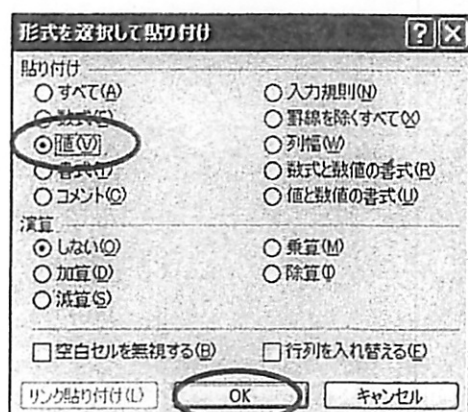 形式を選択して貼り付け
貼り付け
すべて(A) 入力規則(N)
数式(F) 罫線を除くすべて(X)
値(V) 列幅(W)
書式(T) 数式と数値の書式(R)
コメント(C) 値と数値の書式(U)
演算
しない(O) 乗算(M)
加算(D) 除算(I)
減算(S)
空白セルを無視する(B) 行列を入れ替える(E)
リンク貼り付け(L) OK キャンセル